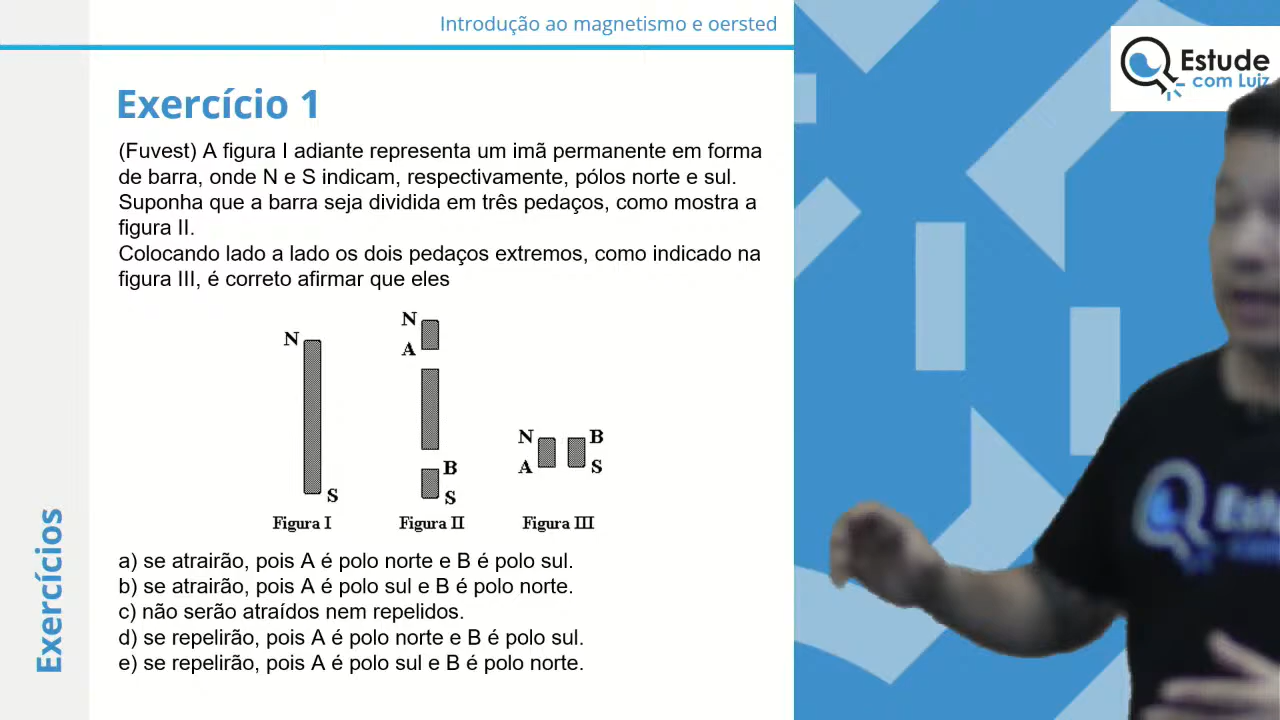 Introdução ao magnetismo e oersted
Estude
com Luiz
Exercício 1
(Fuvest) A figura I adiante representa um imã permanente em forma
de barra, onde N e S indicam, respectivamente, pólos norte e sul.
Suponha que a barra seja dividida em três pedaços, como mostra a
figura II.
Colocando lado a lado os dois pedaços extremos, como indicado na
figura III, é correto afirmar que eles
N
S
Figura I
N
A
B
S
Figura II
N
B
A
S
Figura III
a) se atrairão, pois A é polo norte e B é polo sul.
b) se atrairão, pois A é polo sul e B é polo norte.
c) não serão atraídos nem repelidos.
d) se repelirão, pois A é polo norte e B é polo sul.
e) se repelirão, pois A é polo sul e B é polo norte.
Exercícios